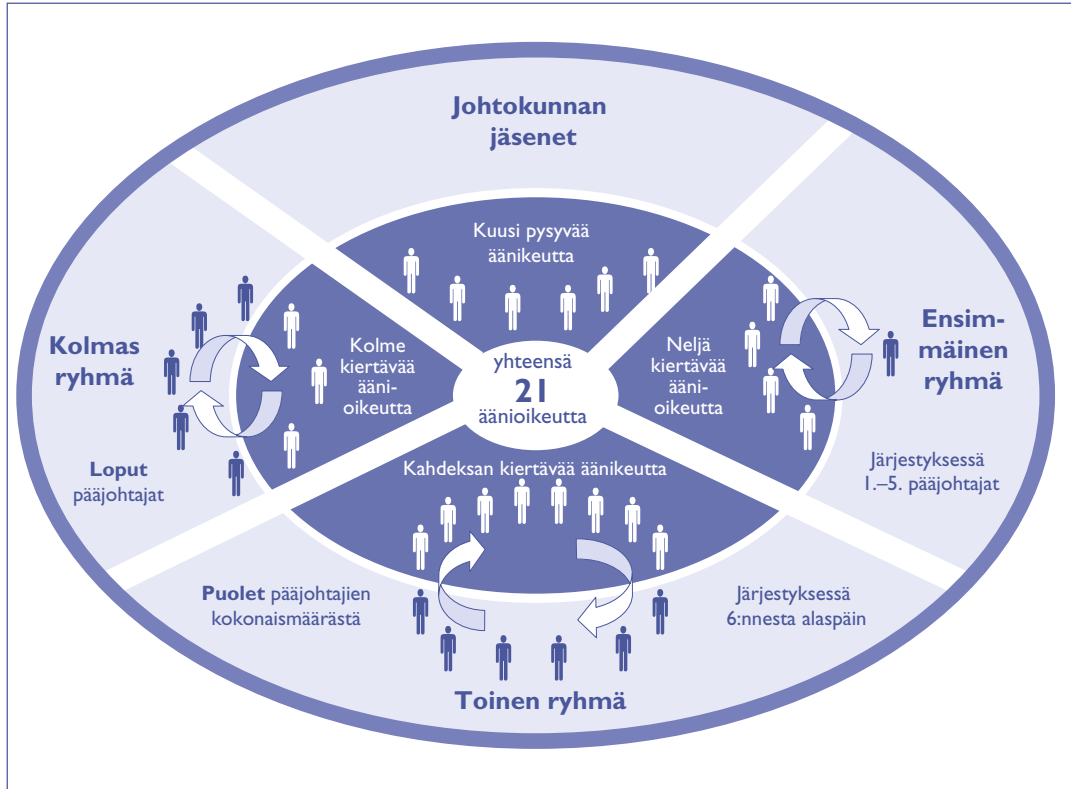 Johtokunnan
jäsenet
Kuusi pysyvää
äänikeutta
Kolmas
ryhmä
Kolme
kiertävää
ääni-
oikeutta
yhteensä
21
äänioikeutta
Neljä
kiertävää
ääni-
oikeutta
Ensim-
mäinen
ryhmä
Loput
pääjohtajat
Kahdeksan kiertävää äänikeutta
Järjestyksessä
1.–5. pääjohtajat
Puolet pääjohtajien
kokonaismäärästä
Järjestyksessä
6:nnesta alaspäin
Toinen ryhmä